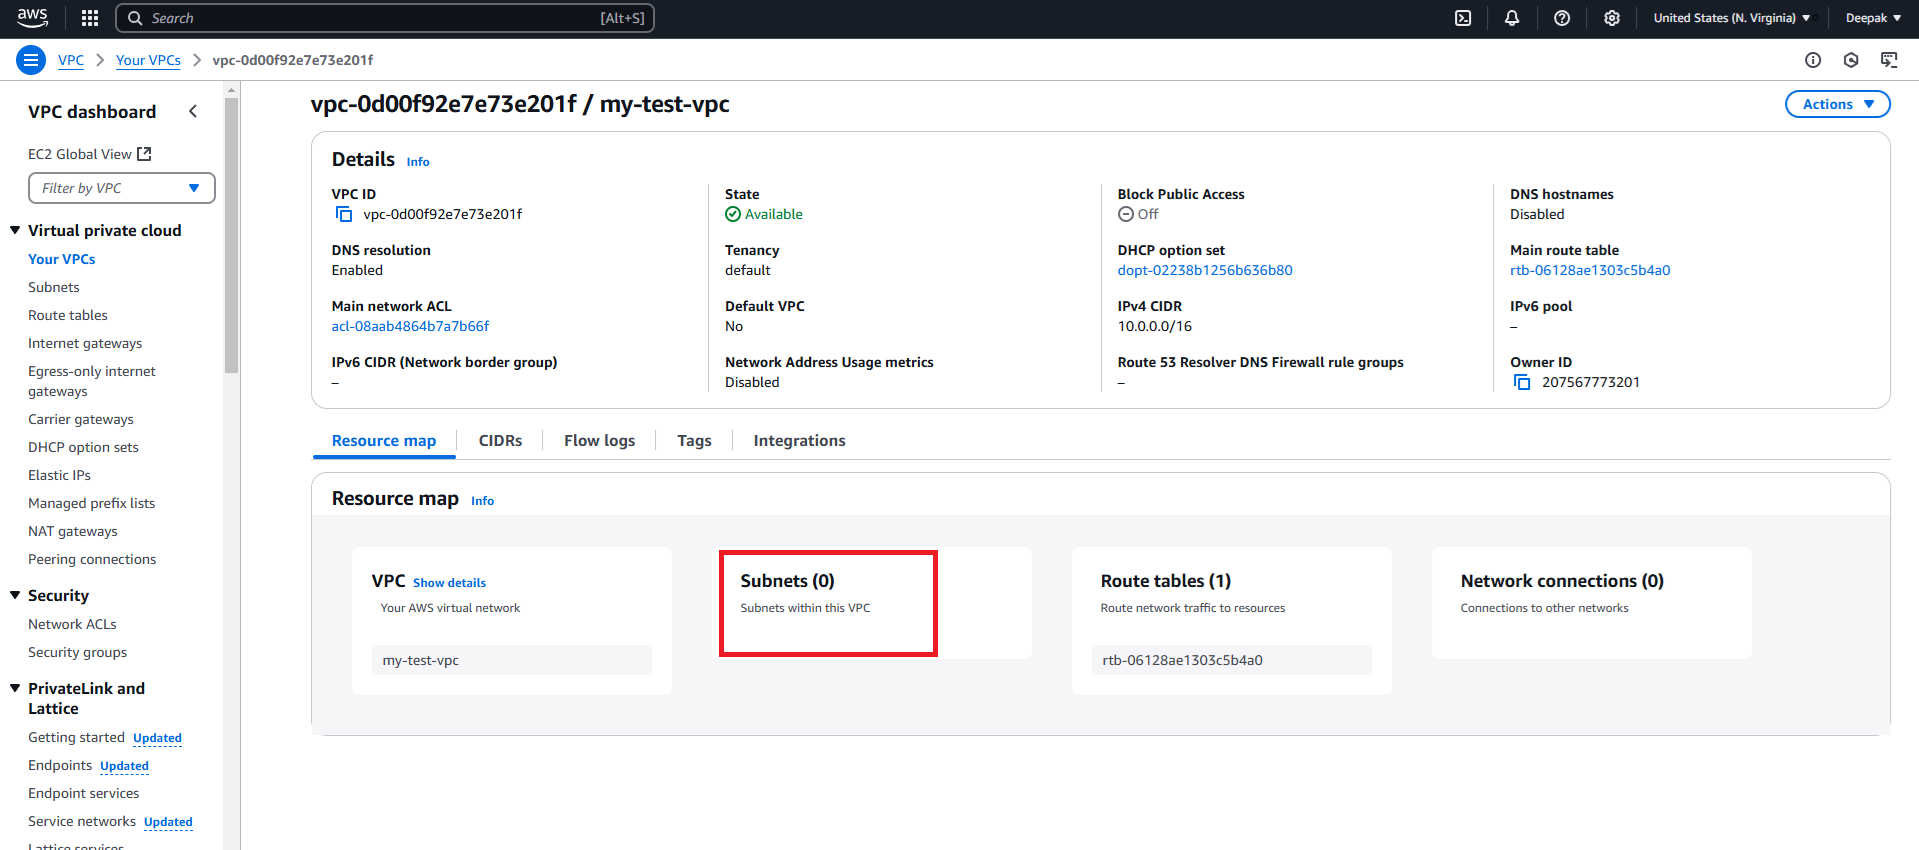 aws
Search [Alt+S]
United States (N. Virginia)
Deepak
VPC
Your VPCs
vpc-0d00f92e7e73e201f
VPC dashboard
EC2 Global View
Filter by VPC
Virtual private cloud
Your VPCs
Subnets
Route tables
Internet gateways
Egress-only internet
gateways
Carrier gateways
DHCP option sets
Elastic IPs
Managed prefix lists
NAT gateways
Peering connections
Security
Network ACLs
Security groups
PrivateLink and
Lattice
Getting started Updated
Endpoints Updated
Endpoint services
Service networks Updated
Lattice services
vpc-0d00f92e7e73e201f / my-test-vpc
Actions
Details Info
VPC ID
vpc-0d00f92e7e73e201f
State
Available
Block Public Access
Off
DNS hostnames
Disabled
DNS resolution
Enabled
Tenancy
default
DHCP option set
dopt-02238b1256b636b80
Main route table
rtb-06128ae1303c5b4a0
Main network ACL
acl-08aab4864b7a7b66f
Default VPC
No
IPv4 CIDR
10.0.0.0/16
IPv6 pool
–
IPv6 CIDR (Network border group)
–
Network Address Usage metrics
Disabled
Route 53 Resolver DNS Firewall rule groups
–
Owner ID
207567773201
Resource map
CIDRs
Flow logs
Tags
Integrations
Resource map Info
VPC Show details
Your AWS virtual network
my-test-vpc
Subnets (0)
Subnets within this VPC
Route tables (1)
Route network traffic to resources
rtb-06128ae1303c5b4a0
Network connections (0)
Connections to other networks